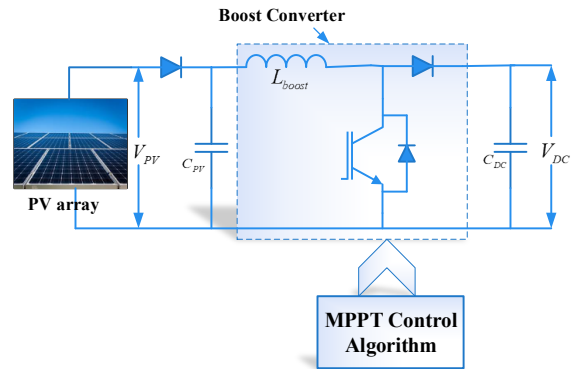 Boost Converter
L_boost
V_PV
C_PV
C_DC
V_DC
PV array
MPPT Control
Algorithm